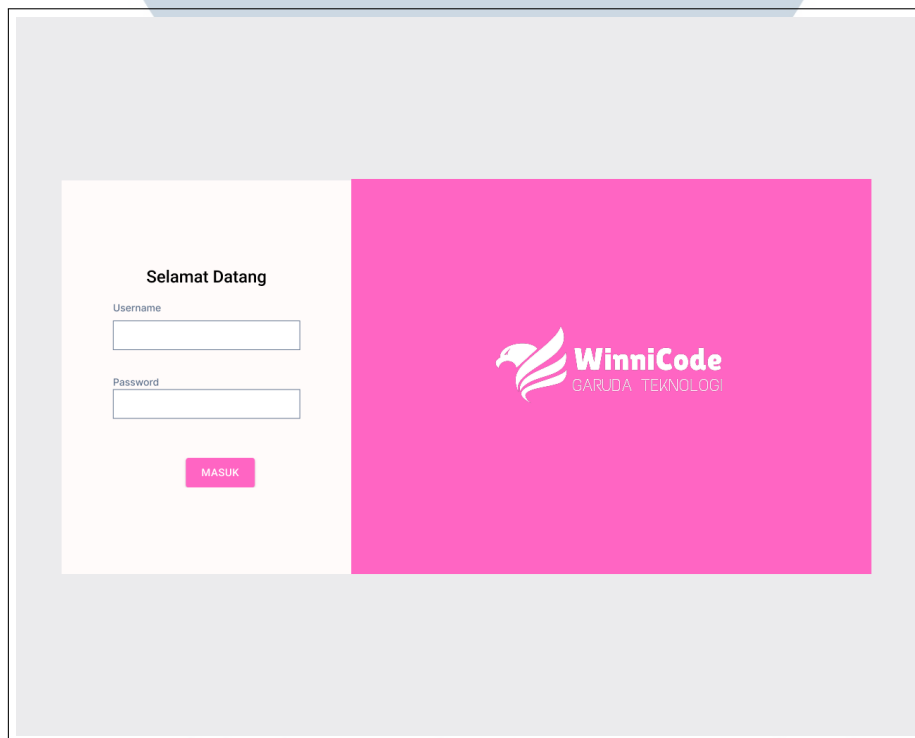 Selamat Datang
Username
Password
MASUK
WinniCode
GARUDA TEKNOLOGI